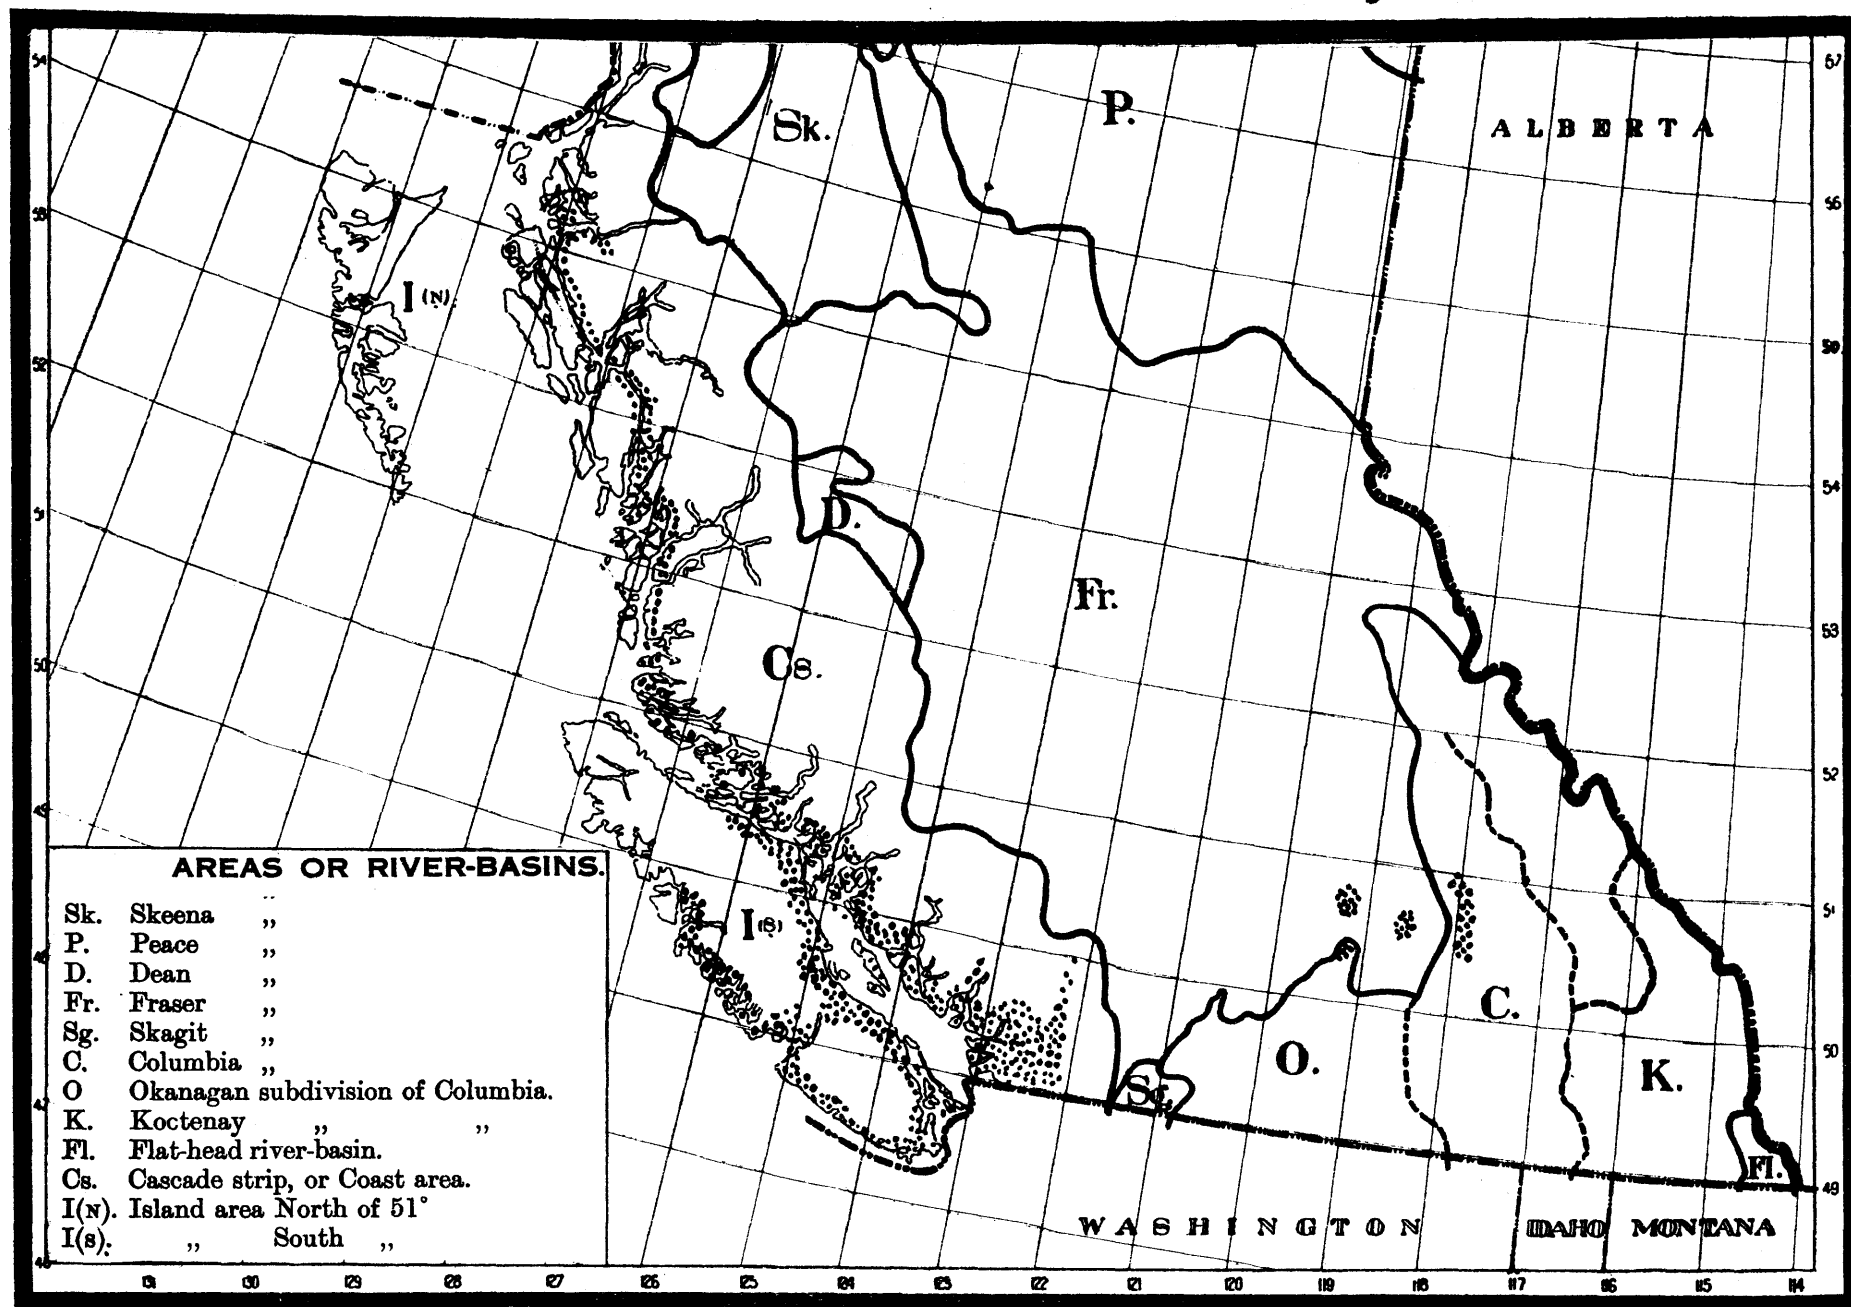 54 57
Sk. P. ALBERTA
53 56
I (N).
52 55
51 54
D.
Fr.
53
50 Cs.
52
49
AREAS OR RIVER-BASINS.
Sk. Skeena „
P. Peace „
D. Dean „
Fr. Fraser „
Sg. Skagit „
C. Columbia „
O Okanagan subdivision of Columbia.
K. Koctenay „ „
Fl. Flat-head river-basin.
Cs. Cascade strip, or Coast area.
I(N). Island area North of 51°
I(s). „ South „
51
I(S)
48
C.
50
O.
K.
Sg.
47
Fl.
49
WASHINGTON IDAHO MONTANA
131 130 129 128 127 126 125 124 123 122 121 120 119 118 117 116 115 114